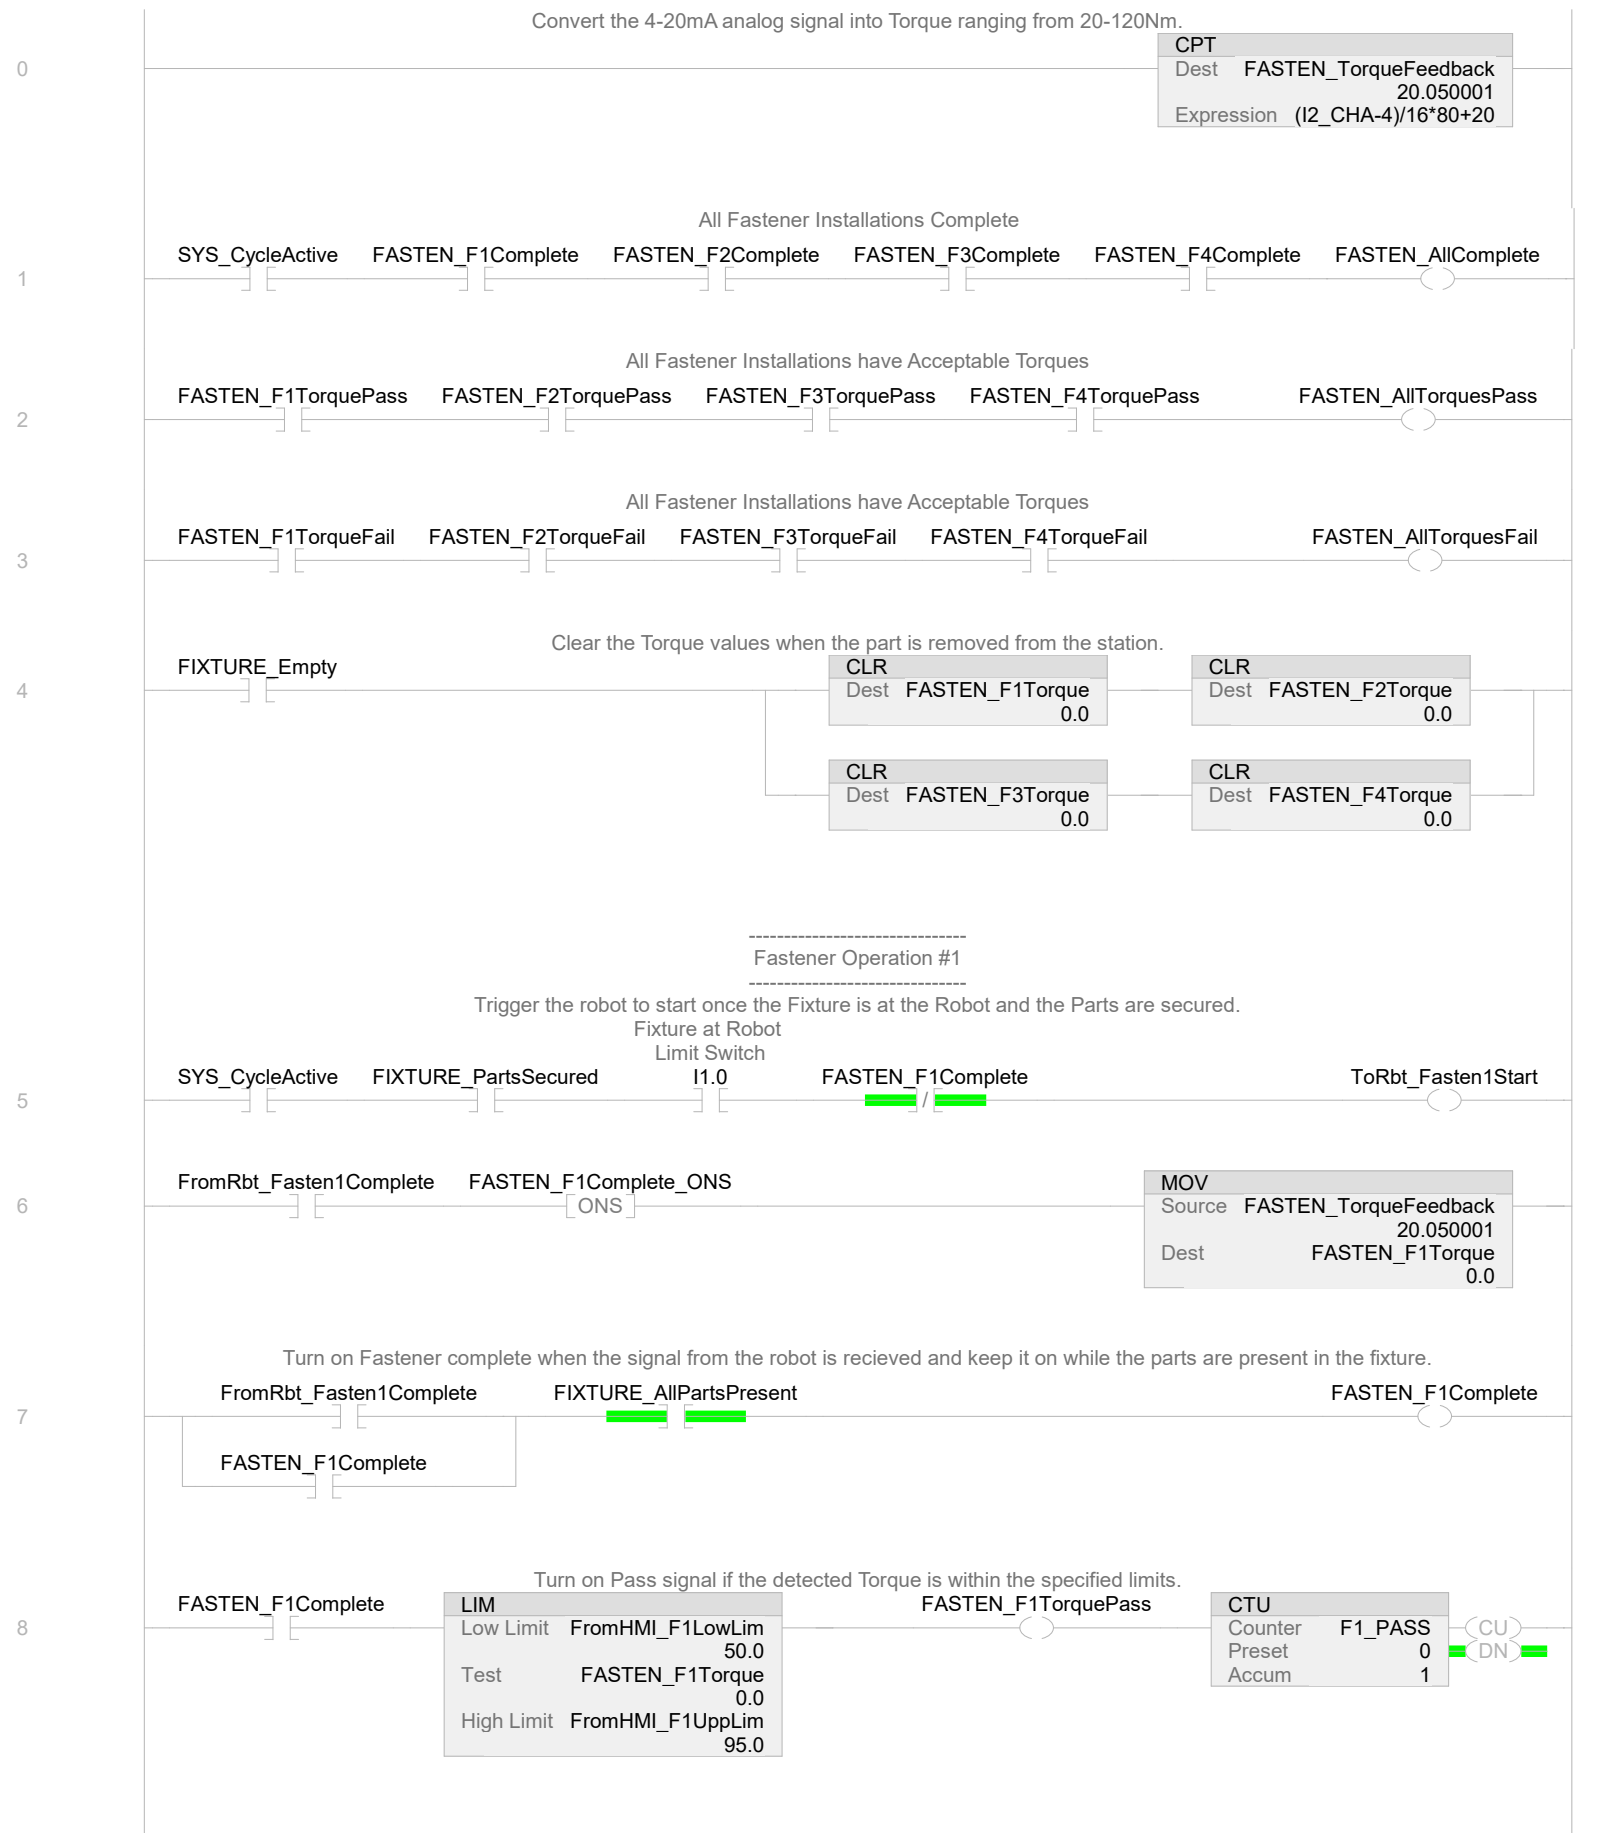 Convert the 4-20mA analog signal into Torque ranging from 20-120Nm.
0
CPT
Dest FASTEN_TorqueFeedback
20.050001
Expression (I2_CHA-4)/16*80+20
All Fastener Installations Complete
SYS_CycleActive FASTEN_F1Complete FASTEN_F2Complete FASTEN_F3Complete FASTEN_F4Complete FASTEN_AllComplete
1
All Fastener Installations have Acceptable Torques
FASTEN_F1TorquePass FASTEN_F2TorquePass FASTEN_F3TorquePass FASTEN_F4TorquePass FASTEN_AllTorquesPass
2
All Fastener Installations have Acceptable Torques
FASTEN_F1TorqueFail FASTEN_F2TorqueFail FASTEN_F3TorqueFail FASTEN_F4TorqueFail FASTEN_AllTorquesFail
3
Clear the Torque values when the part is removed from the station.
FIXTURE_Empty CLR CLR
4 Dest FASTEN_F1Torque Dest FASTEN_F2Torque
0.0 0.0
CLR CLR
Dest FASTEN_F3Torque Dest FASTEN_F4Torque
0.0 0.0
-------------------------------
Fastener Operation #1
-------------------------------
Trigger the robot to start once the Fixture is at the Robot and the Parts are secured.
Fixture at Robot
Limit Switch
SYS_CycleActive FIXTURE_PartsSecured I1.0 FASTEN_F1Complete ToRbt_Fasten1Start
5 /
FromRbt_Fasten1Complete FASTEN_F1Complete_ONS MOV
6 ONS Source FASTEN_TorqueFeedback
20.050001
Dest FASTEN_F1Torque
0.0
Turn on Fastener complete when the signal from the robot is recieved and keep it on while the parts are present in the fixture.
FromRbt_Fasten1Complete FIXTURE_AllPartsPresent FASTEN_F1Complete
7
FASTEN_F1Complete
Turn on Pass signal if the detected Torque is within the specified limits.
FASTEN_F1Complete LIM FASTEN_F1TorquePass CTU
8 Low Limit FromHMI_F1LowLim Counter F1_PASS CU
50.0 Preset 0 DN
Test FASTEN_F1Torque Accum 1
0.0
High Limit FromHMI_F1UppLim
95.0